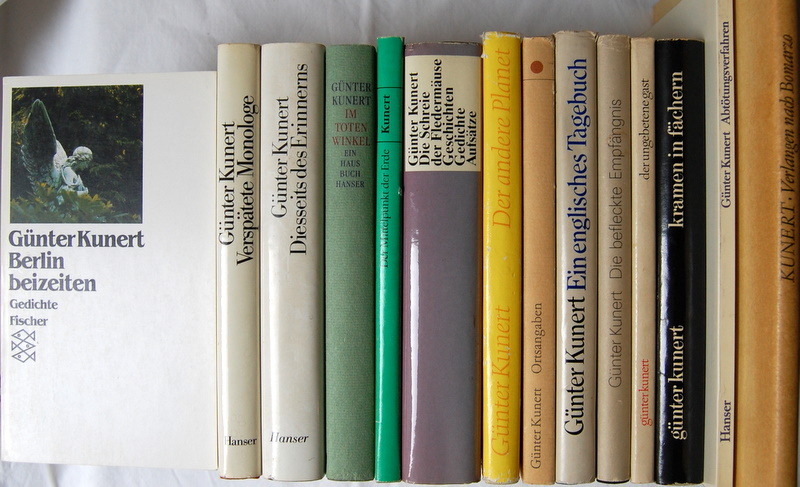 Günter Kunert
Berlin
beizeiten
Gedichte
Fischer
Günter Kunert
Verspätete Monologe
Hanser
Günter Kunert
Diesseits des Erinnerns
Hanser
GÜNTER
KUNERT
IM
TOTEN
WINKEL
EIN
HAUS
BUCH
HANSER
Kunert
Der Mittelpunkt der Erde
Günter Kunert
Die Schreie
der Fledermäuse
Geschichten
Gedichte
Aufsätze
Günter Kunert Der andere Planet
Günter Kunert Ortsangaben
Günter Kunert Ein englisches Tagebuch
Günter Kunert Die befleckte Empfängnis
günter kunert der ungebetene gast
günter kunert kramen in fächern
Hanser Günter Kunert Abtötungsverfahren
KUNERT · Verlangen nach Bomarzo